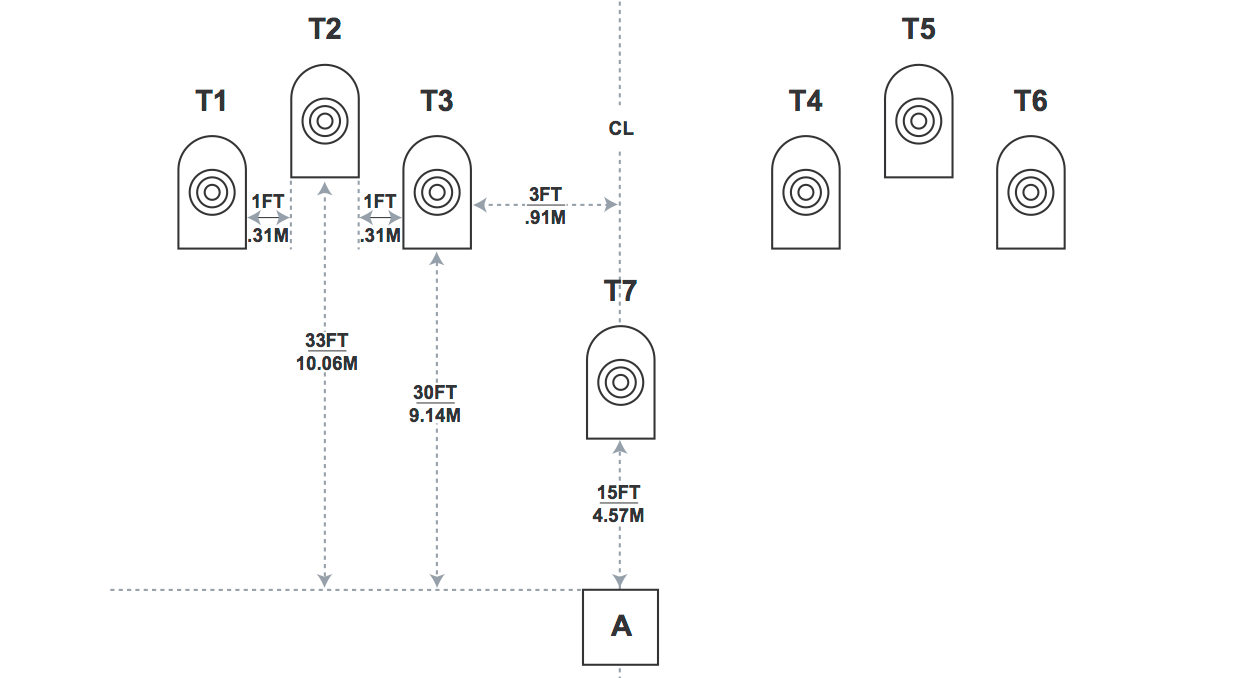 T2
T5
T1
T3
T4
T6
CL
1FT
.31M
1FT
.31M
3FT
.91M
T7
33FT
10.06M
30FT
9.14M
15FT
4.57M
A